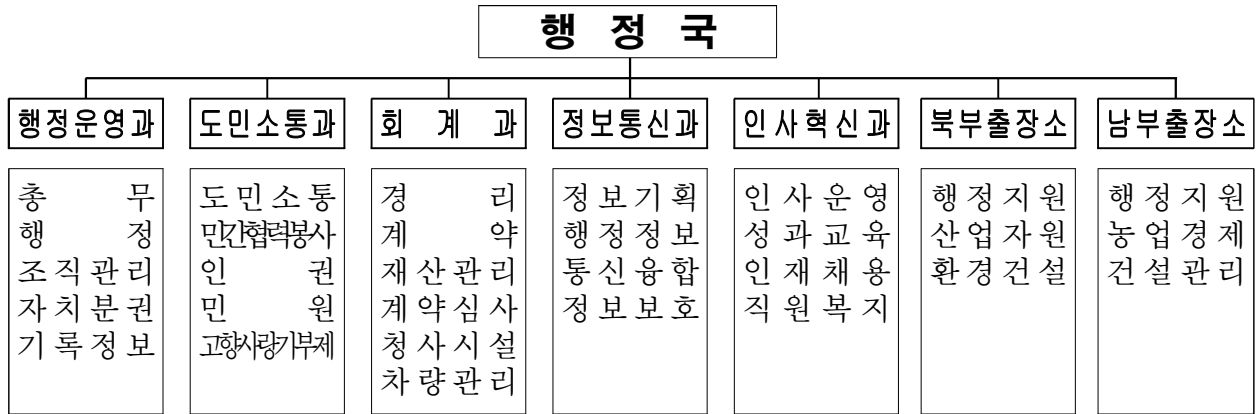 행 정 국
행정운영과
도민소통과
회 계 과
정보통신과
인사혁신과
북부출장소
남부출장소
총 무
행 정
조직관리
자치분권
기록정보
도민소통
민간협력봉사
인 권
민 원
고향사랑기부제
경 리
계 약
재산관리
계약심사
청사시설
차량관리
정보기획
행정정보
통신융합
정보보호
인사운영
성과교육
인재채용
직원복지
행정지원
산업자원
환경건설
행정지원
농업경제
건설관리